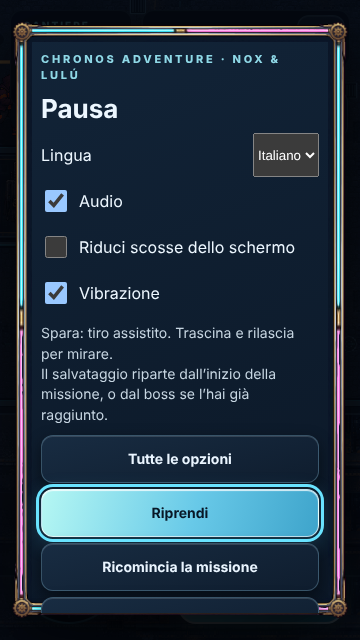 CHRONOS ADVENTURE · NOX &
LULÚ
Pausa
Lingua
Italiano
Audio
Riduci scosse dello schermo
Vibrazione
Spara: tiro assistito. Trascina e rilascia
per mirare.
Il salvataggio riparte dall’inizio della
missione, o dal boss se l’hai già
raggiunto.
Tutte le opzioni
Riprendi
Ricomincia la missione